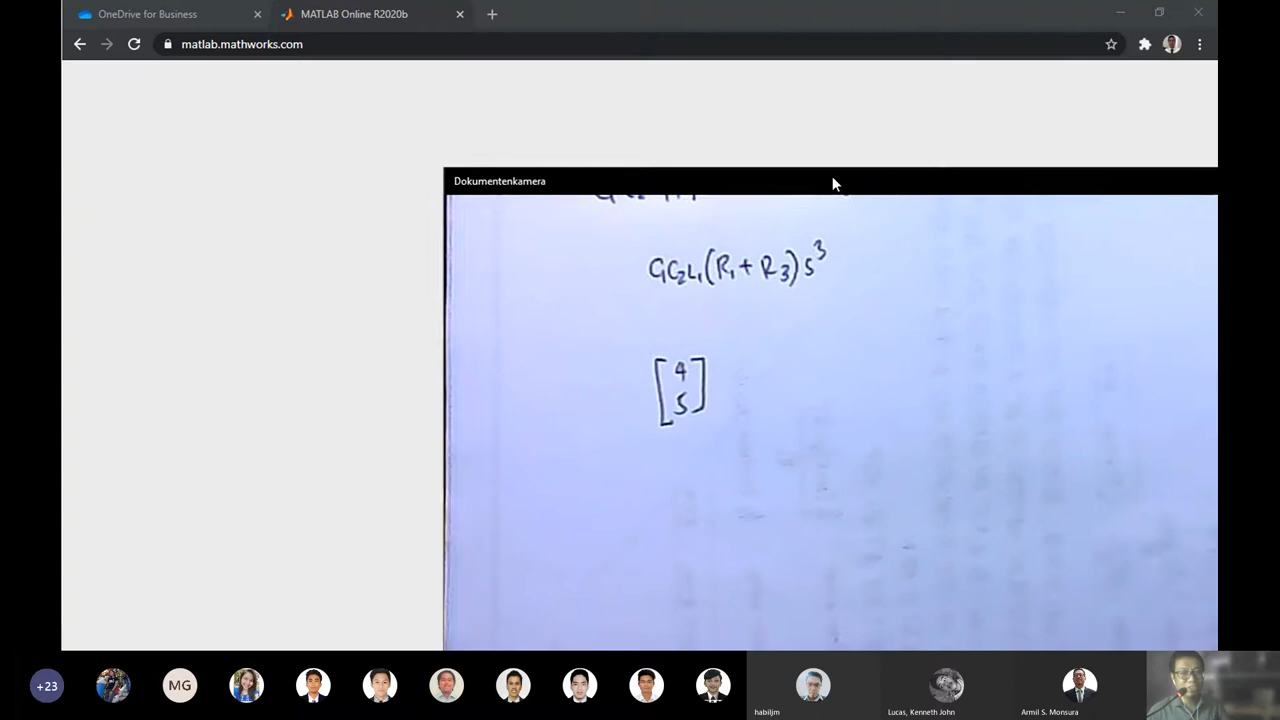 OneDrive for Business
MATLAB Online R2020b
matlab.mathworks.com
Dokumentenkamera
C₁C₂L₁(R₁ + R₃)s³
[4
5]
+23
MG
habiljm
Lucas, Kenneth John
Armil S. Monsura